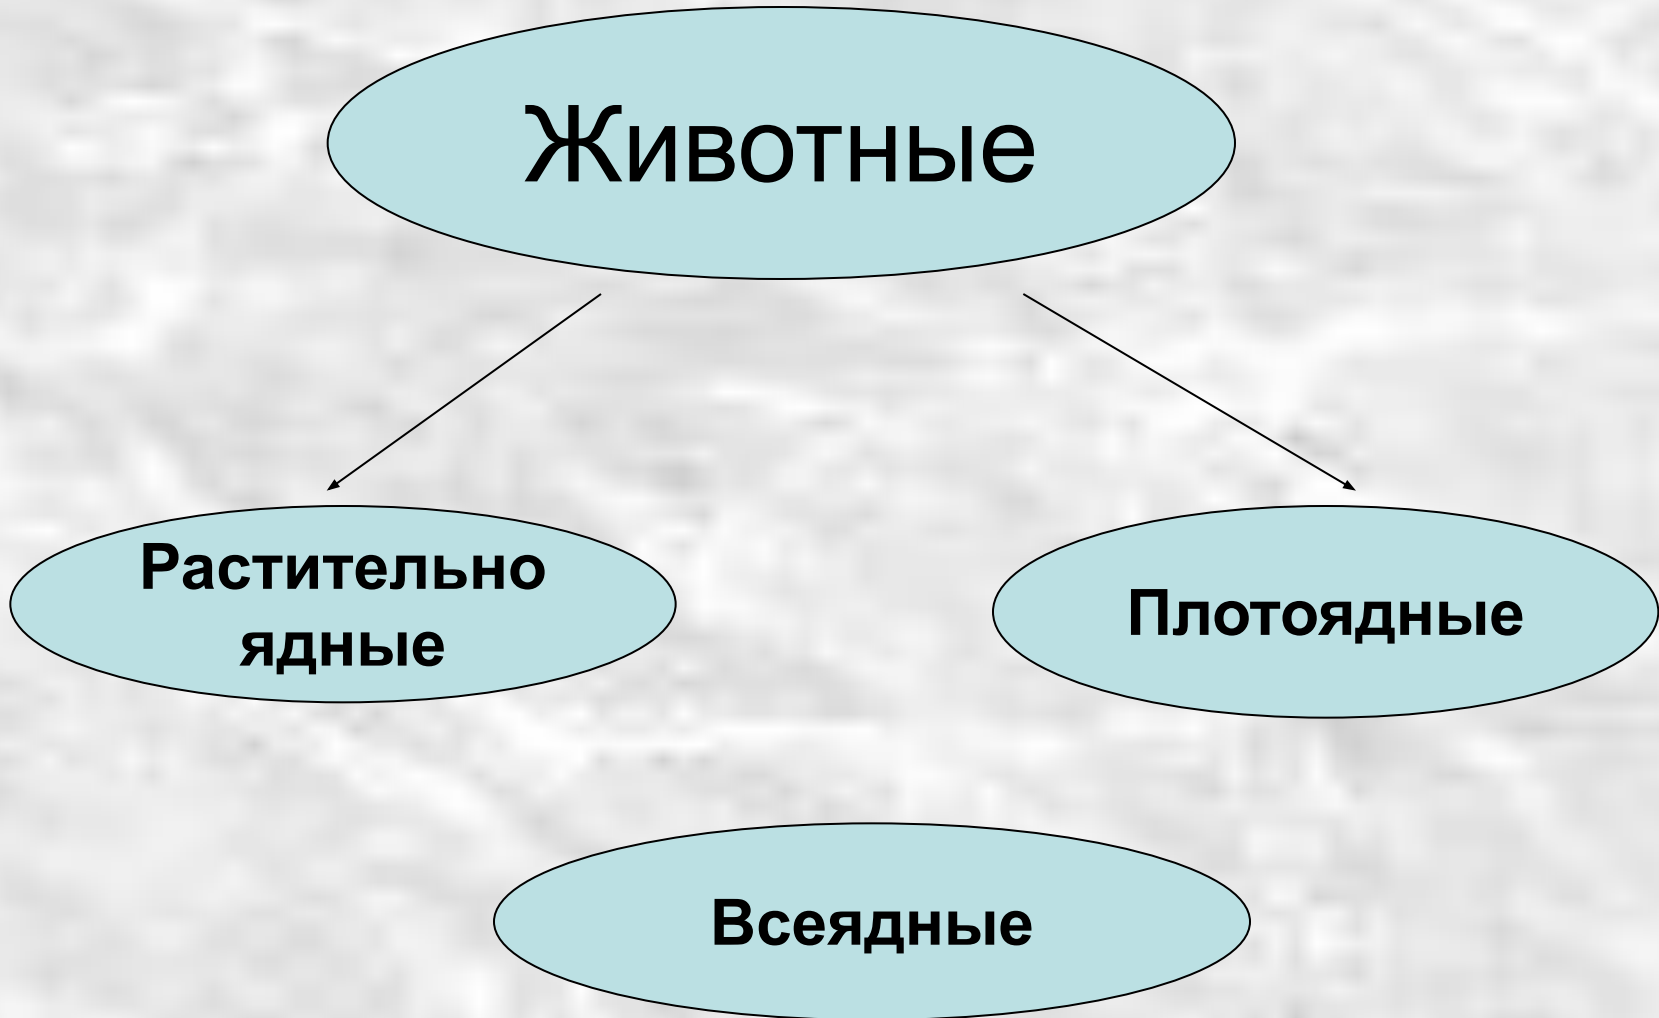 Животные
Растительно
ядные
Плотоядные
Всеядные